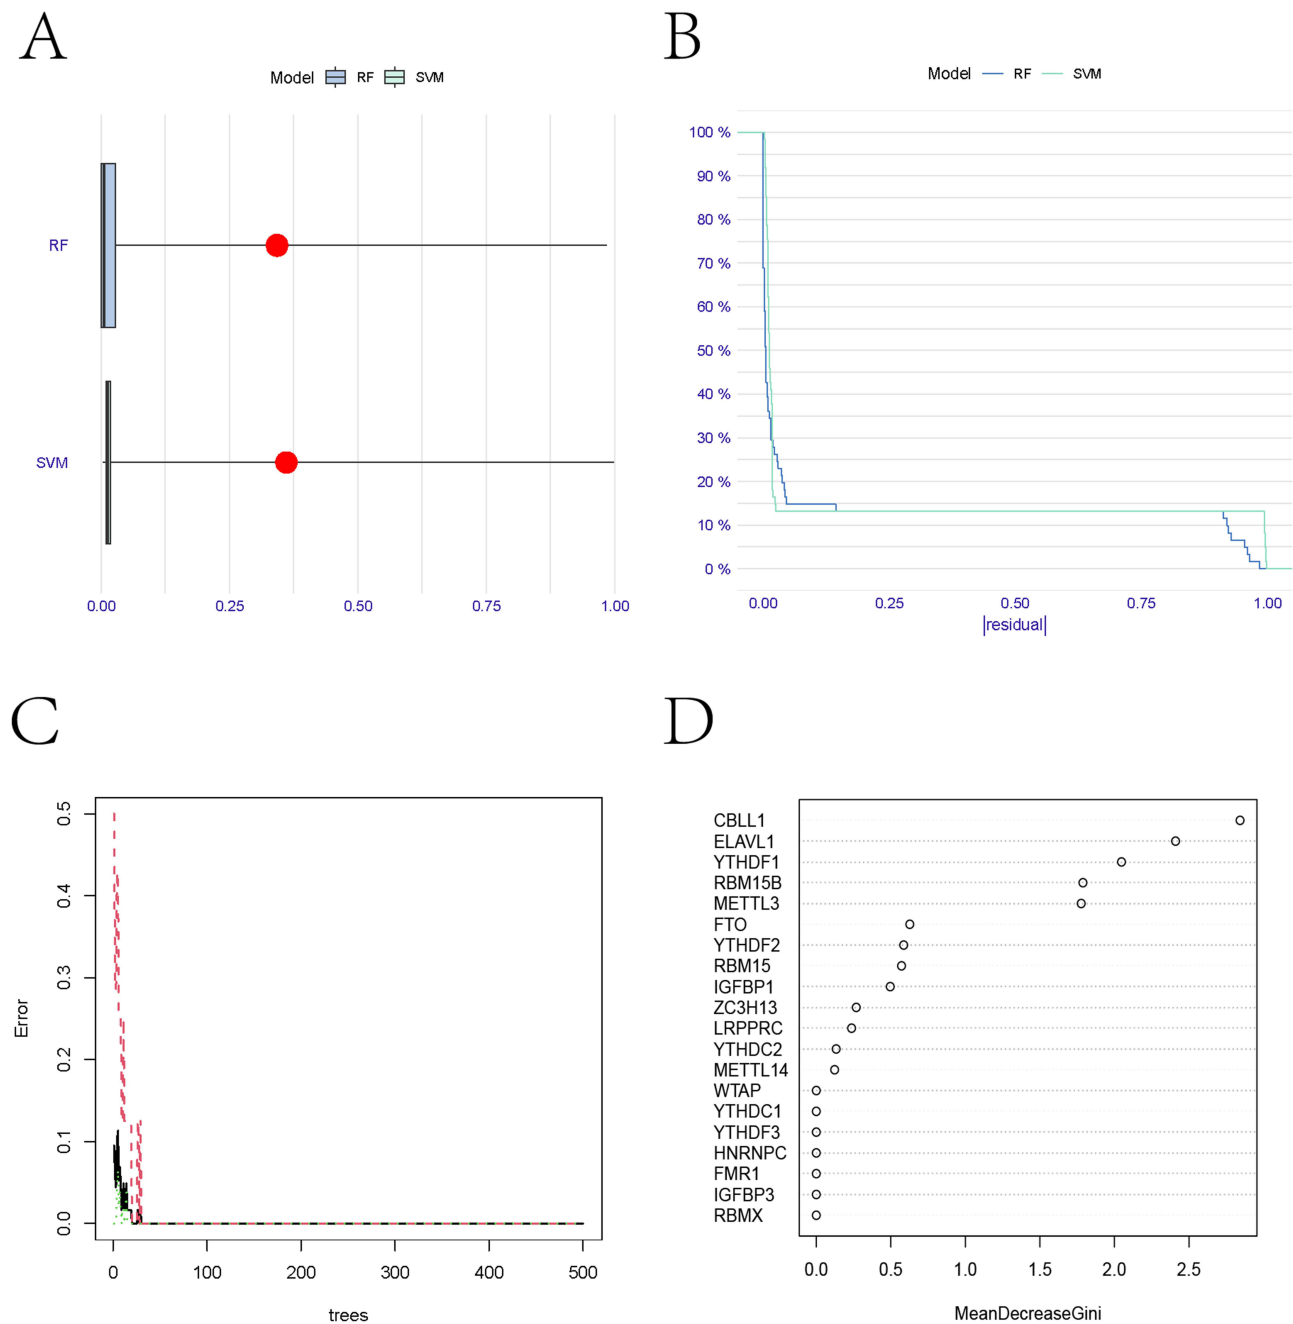 A
Model RF SVM
RF
SVM
0.00 0.25 0.50 0.75 1.00
B
Model RF SVM
100 %
90 %
80 %
70 %
60 %
50 %
40 %
30 %
20 %
10 %
0 %
0.00 0.25 0.50 0.75 1.00
|residual|
C
Error
0.5
0.4
0.3
0.2
0.1
0.0
0 100 200 300 400 500
trees
D
CBLL1
ELAVL1
YTHDF1
RBM15B
METTL3
FTO
YTHDF2
RBM15
IGFBP1
ZC3H13
LRPPRC
YTHDC2
METTL14
WTAP
YTHDC1
YTHDF3
HNRNPC
FMR1
IGFBP3
RBMX
0.0 0.5 1.0 1.5 2.0 2.5
MeanDecreaseGini